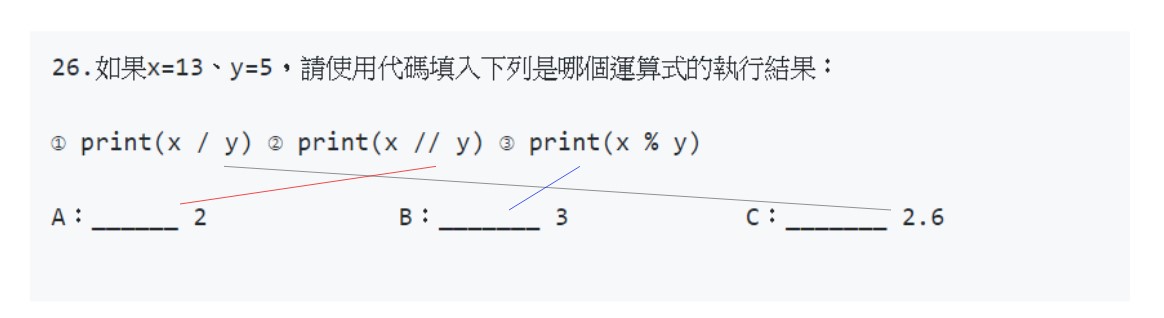 26.如果x=13、y=5，請使用代碼填入下列是哪個運算式的執行結果：
① print(x / y) ② print(x // y) ③ print(x % y)
A：______ 2 B：_______ 3 C：_______ 2.6